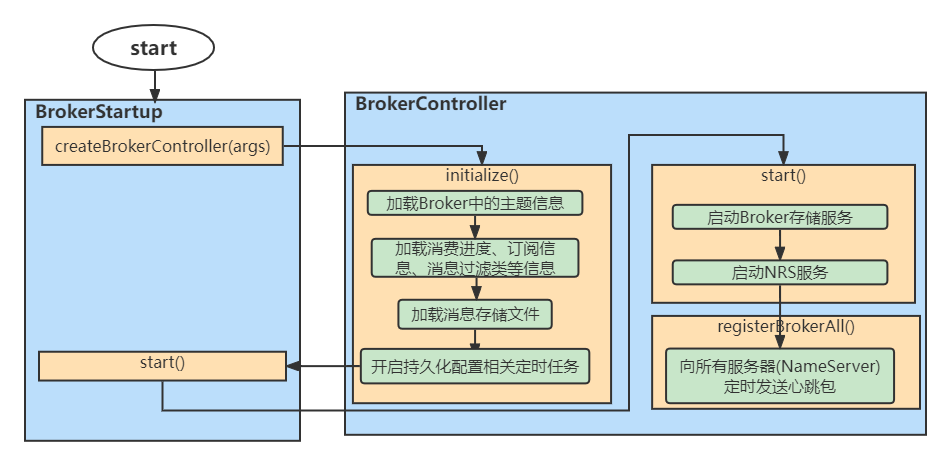 start
BrokerStartup
createBrokerController(args)
start()
BrokerController
initialize()
加载Broker中的主题信息
加载消费进度、订阅信
息、消息过滤类等信息
加载消息存储文件
开启持久化配置相关定时任务
start()
启动Broker存储服务
启动NRS服务
registerBrokerAll()
向所有服务器(NameServer)
定时发送心跳包